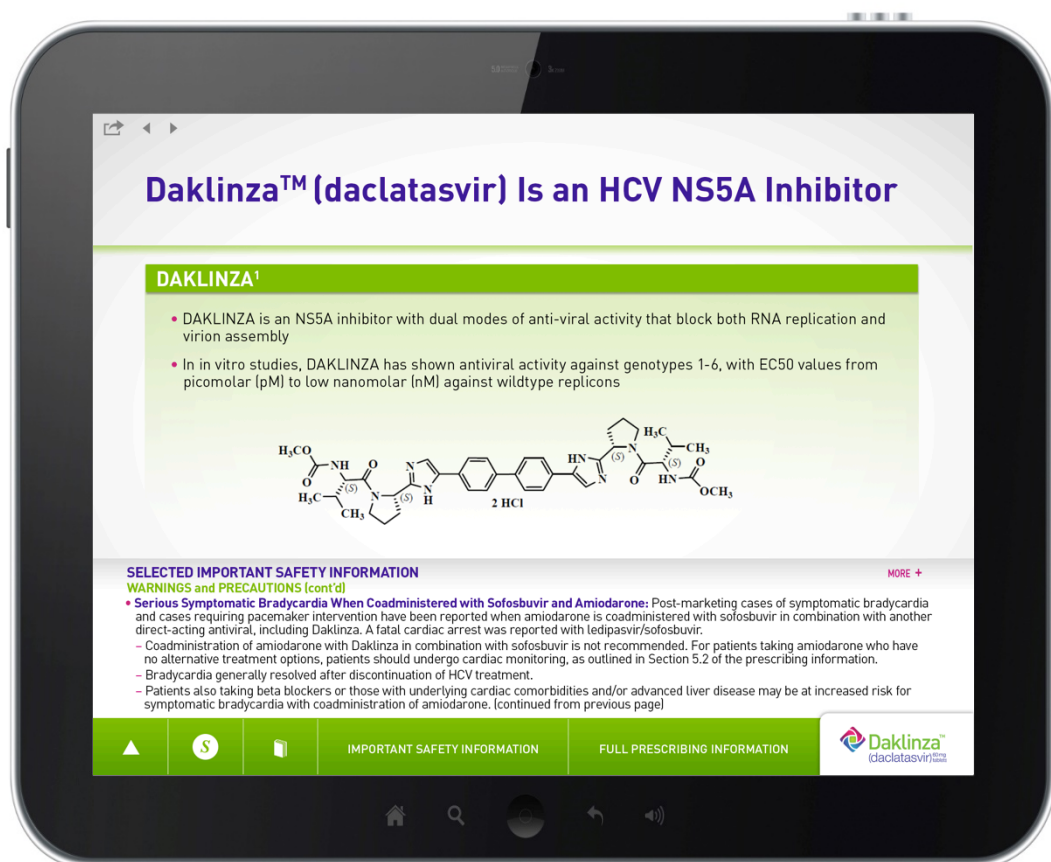 Daklinza™ (daclatasvir) Is an HCV NS5A Inhibitor
DAKLINZA¹
• DAKLINZA is an NS5A inhibitor with dual modes of anti-viral activity that block both RNA replication and
virion assembly
• In in vitro studies, DAKLINZA has shown antiviral activity against genotypes 1-6, with EC50 values from
picomolar (pM) to low nanomolar (nM) against wildtype replicons
H₃CO
O
NH
(S)
H₃C
CH₃
O
N
(S)
N
N
H
2 HCl
HN
N
(S)
N
O
H₃C
CH₃
(S)
HN
O
OCH₃
SELECTED IMPORTANT SAFETY INFORMATION
MORE +
WARNINGS and PRECAUTIONS (cont'd)
• Serious Symptomatic Bradycardia When Coadministered with Sofosbuvir and Amiodarone: Post-marketing cases of symptomatic bradycardia
and cases requiring pacemaker intervention have been reported when amiodarone is coadministered with sofosbuvir in combination with another
direct-acting antiviral, including Daklinza. A fatal cardiac arrest was reported with ledipasvir/sofosbuvir.
– Coadministration of amiodarone with Daklinza in combination with sofosbuvir is not recommended. For patients taking amiodarone who have
no alternative treatment options, patients should undergo cardiac monitoring, as outlined in Section 5.2 of the prescribing information.
– Bradycardia generally resolved after discontinuation of HCV treatment.
– Patients also taking beta blockers or those with underlying cardiac comorbidities and/or advanced liver disease may be at increased risk for
symptomatic bradycardia with coadministration of amiodarone. (continued from previous page)
S
IMPORTANT SAFETY INFORMATION
FULL PRESCRIBING INFORMATION
Daklinza™
(daclatasvir) 60 mg tablets